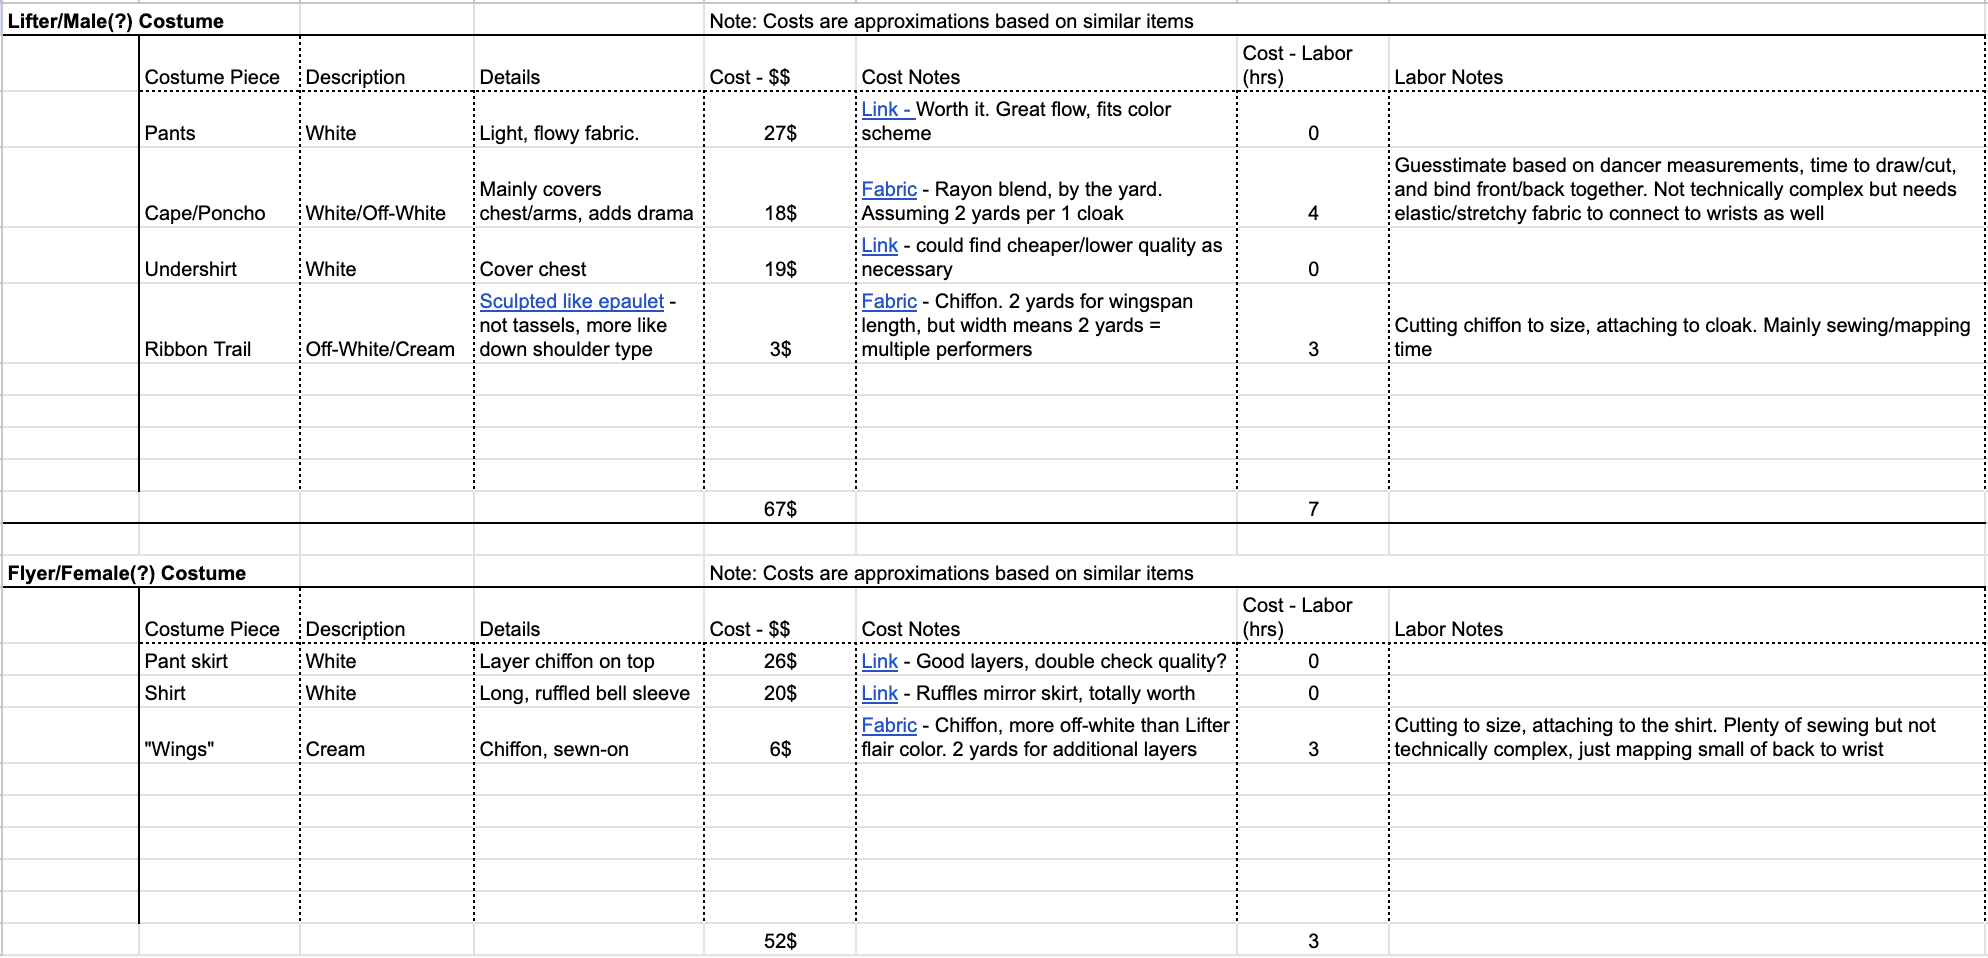 Lifter/Male(?) Costume Note: Costs are approximations based on similar items
Cost - Labor
Costume Piece Description Details Cost - $$ Cost Notes (hrs) Labor Notes
Link - Worth it. Great flow, fits color
Pants White Light, flowy fabric. 27$ scheme 0
Guesstimate based on dancer measurements, time to draw/cut,
Mainly covers Fabric - Rayon blend, by the yard. and bind front/back together. Not technically complex but needs
Cape/Poncho White/Off-White chest/arms, adds drama 18$ Assuming 2 yards per 1 cloak 4 elastic/stretchy fabric to connect to wrists as well
Link - could find cheaper/lower quality as
Undershirt White Cover chest 19$ necessary 0
Sculpted like epaulet - Fabric - Chiffon. 2 yards for wingspan
not tassels, more like length, but width means 2 yards = Cutting chiffon to size, attaching to cloak. Mainly sewing/mapping
Ribbon Trail Off-White/Cream down shoulder type 3$ multiple performers 3 time
67$ 7
Flyer/Female(?) Costume Note: Costs are approximations based on similar items
Cost - Labor
Costume Piece Description Details Cost - $$ Cost Notes (hrs) Labor Notes
Pant skirt White Layer chiffon on top 26$ Link - Good layers, double check quality? 0
Shirt White Long, ruffled bell sleeve 20$ Link - Ruffles mirror skirt, totally worth 0
Fabric - Chiffon, more off-white than Lifter Cutting to size, attaching to the shirt. Plenty of sewing but not
"Wings" Cream Chiffon, sewn-on 6$ flair color. 2 yards for additional layers 3 technically complex, just mapping small of back to wrist
52$ 3